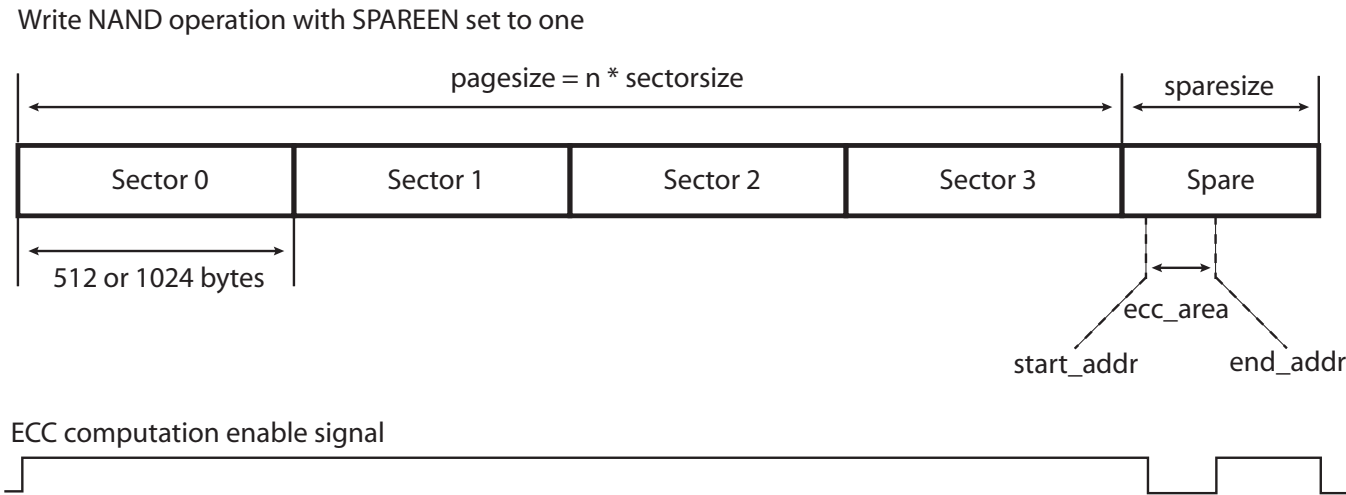 Write NAND operation with SPAREEN set to one
pagesize = n * sectorsize
sparesize
Sector 0
Sector 1
Sector 2
Sector 3
Spare
512 or 1024 bytes
ecc_area
start_addr
end_addr
ECC computation enable signal